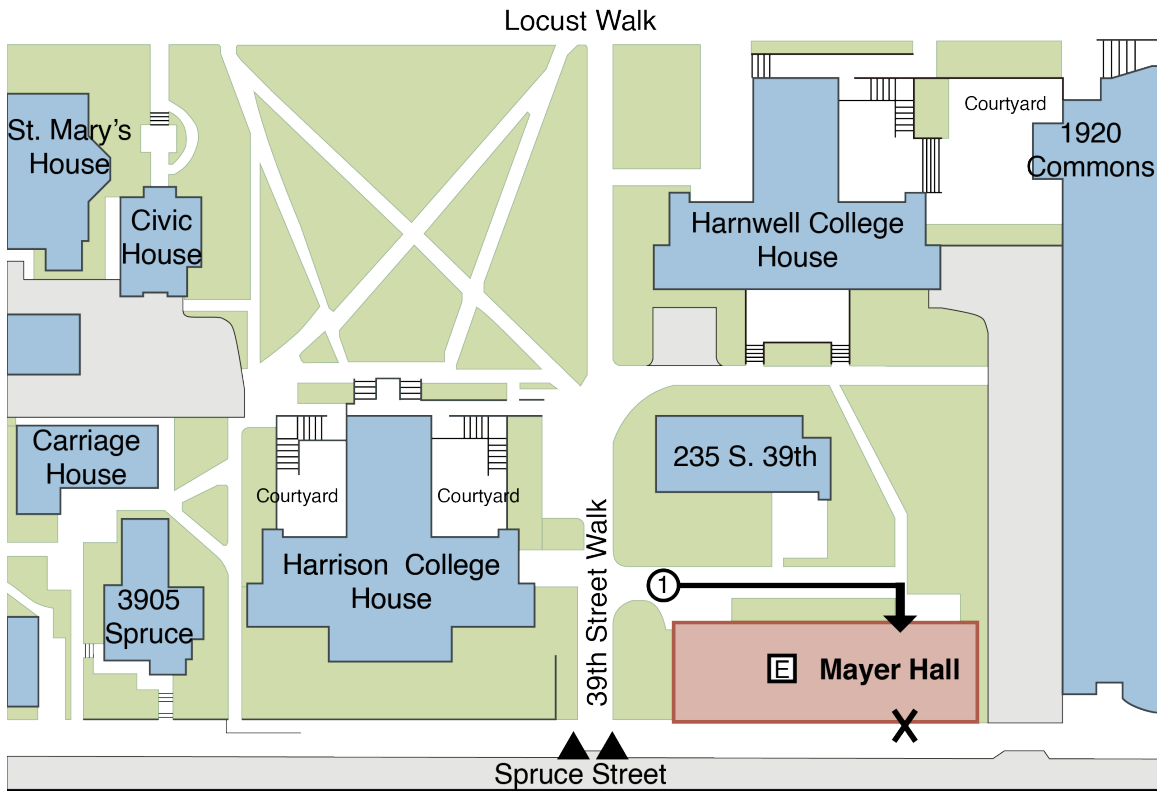 Locust Walk
Courtyard
St. Mary's
House
1920
Commons
Civic
House
Harnwell College
House
Carriage
House
235 S. 39th
Courtyard
Courtyard
39th Street Walk
Harrison College
House
1
3905
Spruce
E
Mayer Hall
X
Spruce Street